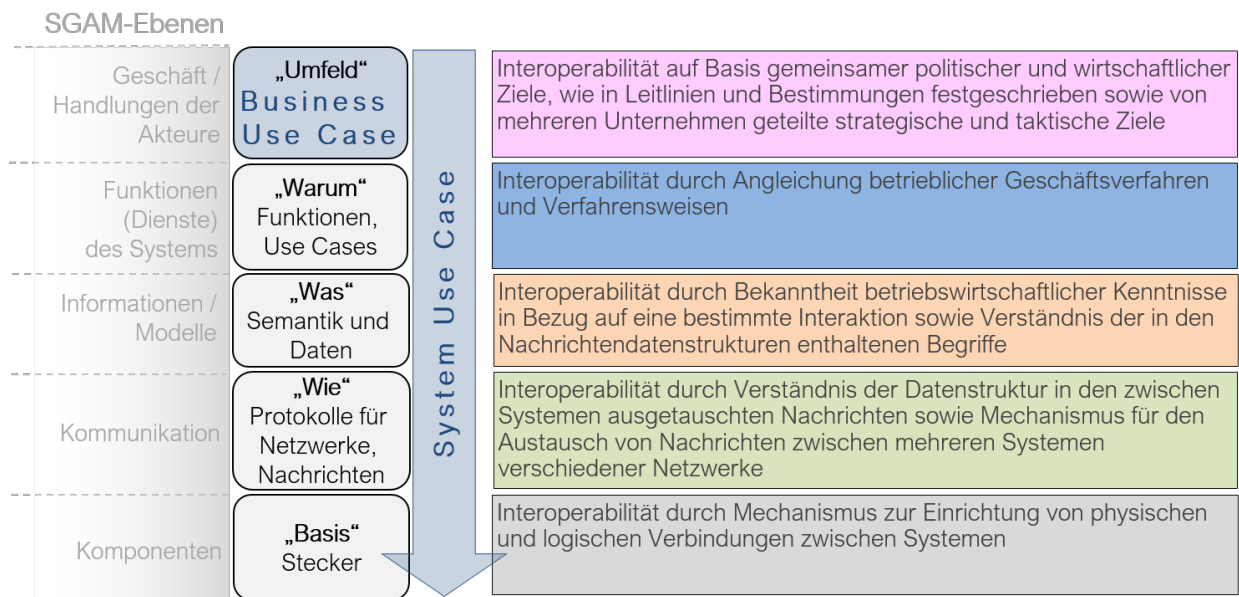 SGAM-Ebenen
Geschäft /
Handlungen der
Akteure
„Umfeld“
Business
Use Case
Interoperabilität auf Basis gemeinsamer politischer und wirtschaftlicher
Ziele, wie in Leitlinien und Bestimmungen festgeschrieben sowie von
mehreren Unternehmen geteilte strategische und taktische Ziele
Funktionen
(Dienste)
des Systems
„Warum“
Funktionen,
Use Cases
Interoperabilität durch Angleichung betrieblicher Geschäftsverfahren
und Verfahrensweisen
Informationen /
Modelle
„Was“
Semantik und
Daten
Interoperabilität durch Bekanntheit betriebswirtschaftlicher Kenntnisse
in Bezug auf eine bestimmte Interaktion sowie Verständnis der in den
Nachrichtendatenstrukturen enthaltenen Begriffe
Kommunikation
„Wie“
Protokolle für
Netzwerke,
Nachrichten
Interoperabilität durch Verständnis der Datenstruktur in den zwischen
Systemen ausgetauschten Nachrichten sowie Mechanismus für den
Austausch von Nachrichten zwischen mehreren Systemen
verschiedener Netzwerke
Komponenten
„Basis“
Stecker
Interoperabilität durch Mechanismus zur Einrichtung von physischen
und logischen Verbindungen zwischen Systemen
System Use Case